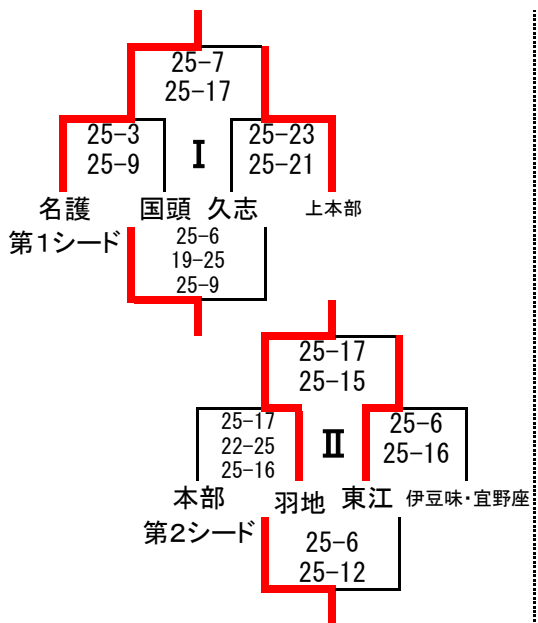 25-7
25-17
25-3
25-9
Ⅰ
25-23
25-21
名護
国頭
久志
上本部
第1シード
25-6
19-25
25-9
25-17
25-15
25-17
22-25
25-16
Ⅱ
25-6
25-16
本部
羽地
東江
伊豆味・宜野座
第2シード
25-6
25-12